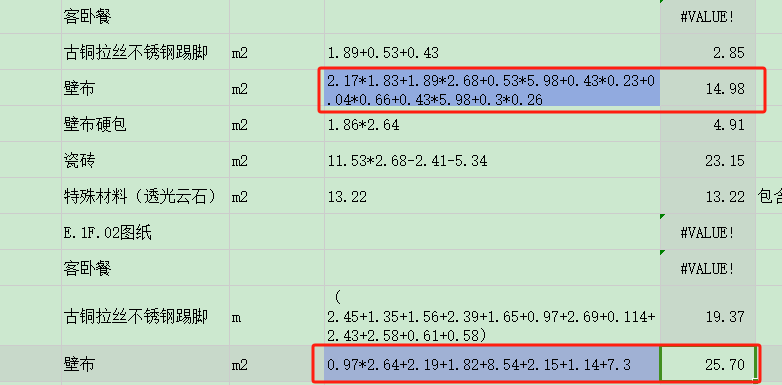 客卧餐 #VALUE!
古铜拉丝不锈钢踢脚 m2 1.89+0.53+0.43 2.85
壁布 m2 2.17*1.83+1.89*2.68+0.53*5.98+0.43*0.23+0
.04*0.66+0.43*5.98+0.3*0.26 14.98
壁布硬包 m2 1.86*2.64 4.91
瓷砖 m2 11.53*2.68-2.41-5.34 23.15
特殊材料（透光云石） m2 13.22 13.22 包含
E.1F.02图纸 #VALUE!
客卧餐 #VALUE!
（
古铜拉丝不锈钢踢脚 m 2.45+1.35+1.56+2.39+1.65+0.97+2.69+0.114+ 19.37
2.43+2.58+0.61+0.58)
壁布 m2 0.97*2.64+2.19+1.82+8.54+2.15+1.14+7.3 25.70